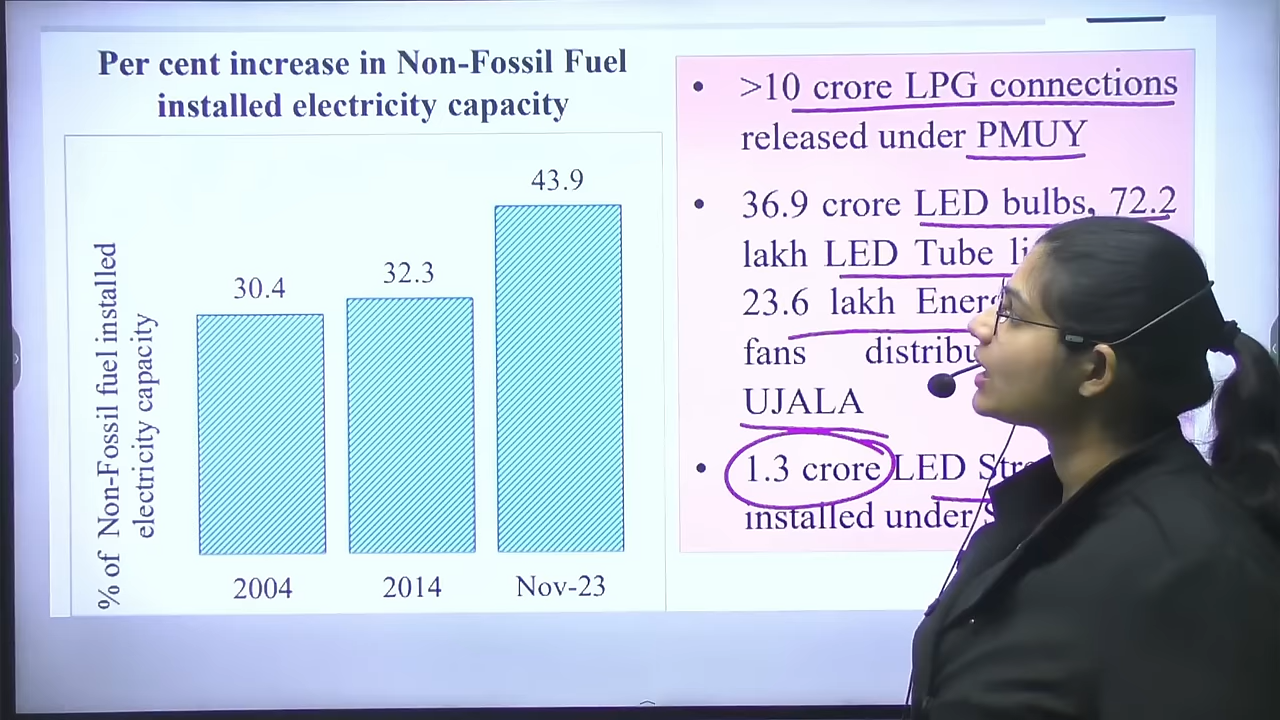 Per cent increase in Non-Fossil Fuel
installed electricity capacity
% of Non-Fossil fuel installed
electricity capacity
30.4
32.3
43.9
2004
2014
Nov-23
• >10 crore LPG connections
released under PMUY
• 36.9 crore LED bulbs, 72.2
lakh LED Tube
23.6 lakh
fans
UJALA
• 1.3 crore LED
installed under